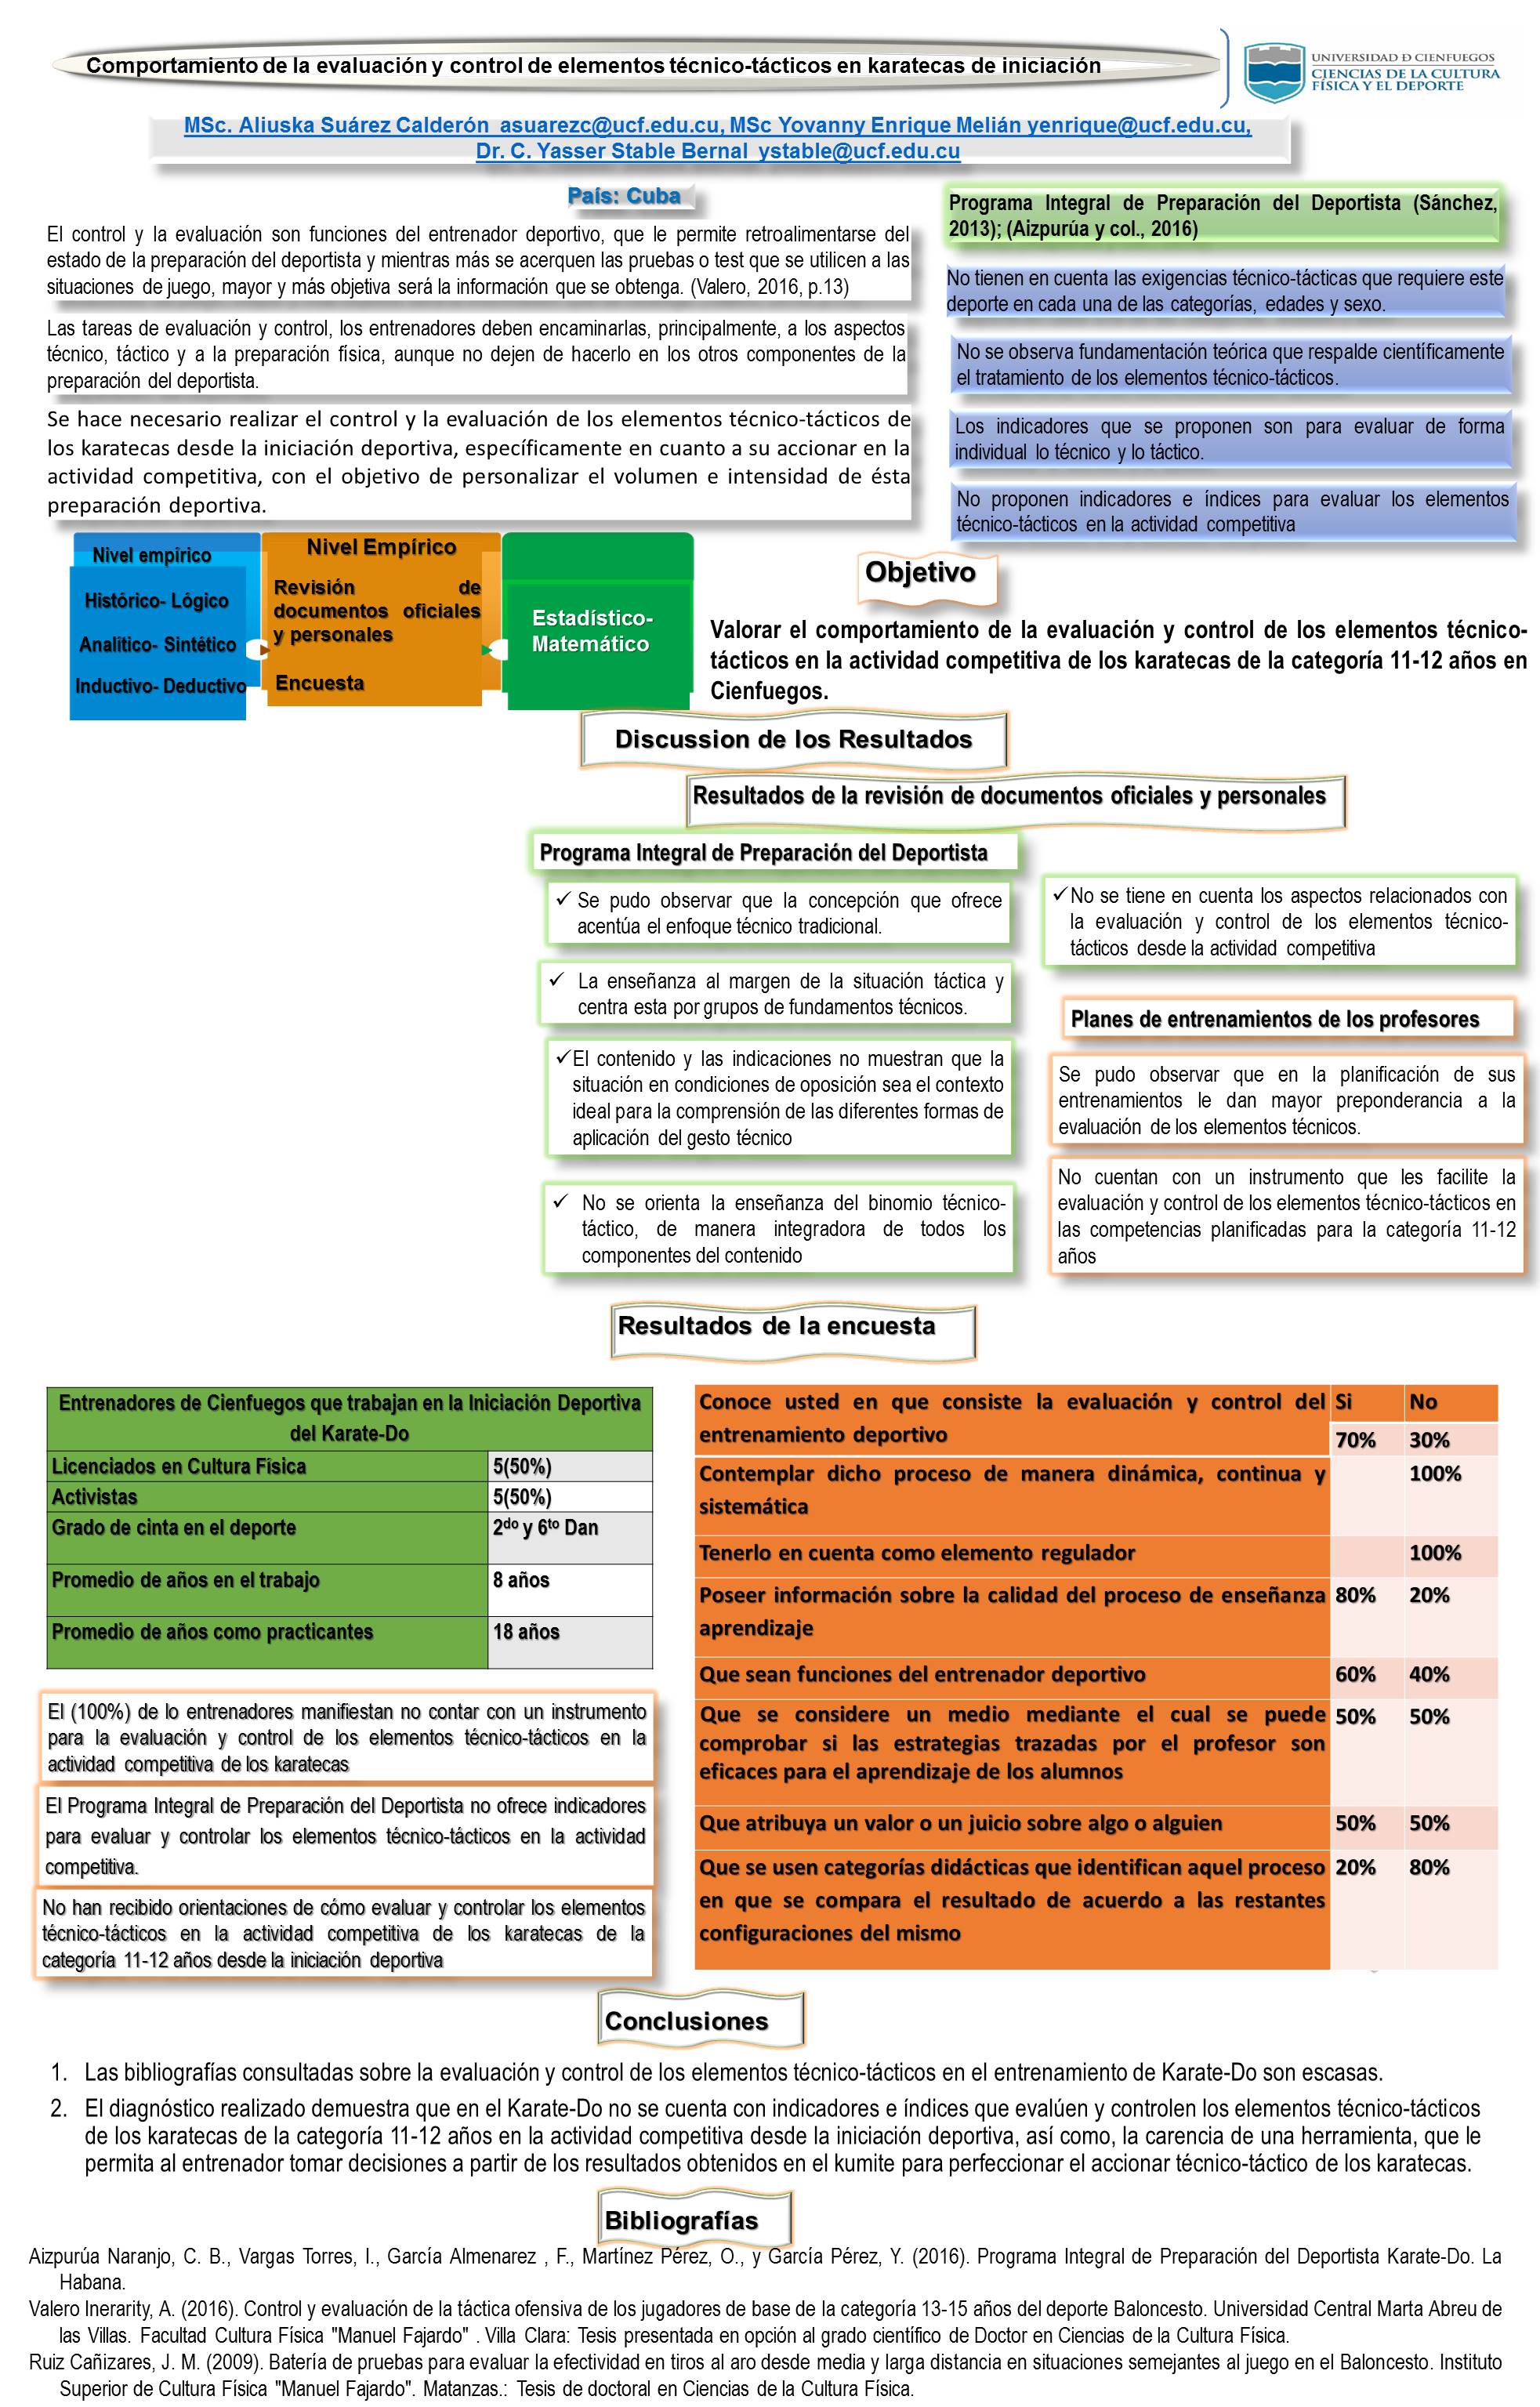 Comportamiento de la evaluación y control de elementos técnico-tácticos en karatecas de iniciación
UNIVERSIDAD D CIENFUEGOS
CIENCIAS DE LA CULTURA
FÍSICA Y EL DEPORTE
MSc. Aliuska Suárez Calderón asuarezc@ucf.edu.cu, MSc Yovanny Enrique Melián yenrique@ucf.edu.cu,
Dr. C. Yasser Stable Bernal ystable@ucf.edu.cu
País: Cuba
El control y la evaluación son funciones del entrenador deportivo, que le permite retroalimentarse del
estado de la preparación del deportista y mientras más se acerquen las pruebas o test que se utilicen a las
situaciones de juego, mayor y más objetiva será la información que se obtenga. (Valero, 2016, p.13)
Las tareas de evaluación y control, los entrenadores deben encaminarlas, principalmente, a los aspectos
técnico, táctico y a la preparación física, aunque no dejen de hacerlo en los otros componentes de la
preparación del deportista.
Se hace necesario realizar el control y la evaluación de los elementos técnico-tácticos de
los karatecas desde la iniciación deportiva, específicamente en cuanto a su accionar en la
actividad competitiva, con el objetivo de personalizar el volumen e intensidad de ésta
preparación deportiva.
Programa Integral de Preparación del Deportista (Sánchez,
2013); (Aizpurúa y col., 2016)
No tienen en cuenta las exigencias técnico-tácticas que requiere este
deporte en cada una de las categorías, edades y sexo.
No se observa fundamentación teórica que respalde científicamente
el tratamiento de los elementos técnico-tácticos.
Los indicadores que se proponen son para evaluar de forma
individual lo técnico y lo táctico.
No proponen indicadores e índices para evaluar los elementos
técnico-tácticos en la actividad competitiva
Nivel empírico
Histórico- Lógico
Analítico- Sintético
Inductivo- Deductivo
Nivel Empírico
Revisión de
documentos oficiales
y personales
Encuesta
Estadístico-
Matemático
Objetivo
Valorar el comportamiento de la evaluación y control de los elementos técnico-
tácticos en la actividad competitiva de los karatecas de la categoría 11-12 años en
Cienfuegos.
Discussion de los Resultados
Resultados de la revisión de documentos oficiales y personales
Programa Integral de Preparación del Deportista
✓ Se pudo observar que la concepción que ofrece
acentúa el enfoque técnico tradicional.
✓ La enseñanza al margen de la situación táctica y
centra esta por grupos de fundamentos técnicos.
✓El contenido y las indicaciones no muestran que la
situación en condiciones de oposición sea el contexto
ideal para la comprensión de las diferentes formas de
aplicación del gesto técnico
✓ No se orienta la enseñanza del binomio técnico-
táctico, de manera integradora de todos los
componentes del contenido
✓No se tiene en cuenta los aspectos relacionados con
la evaluación y control de los elementos técnico-
tácticos desde la actividad competitiva
Planes de entrenamientos de los profesores
Se pudo observar que en la planificación de sus
entrenamientos le dan mayor preponderancia a la
evaluación de los elementos técnicos.
No cuentan con un instrumento que les facilite la
evaluación y control de los elementos técnico-tácticos en
las competencias planificadas para la categoría 11-12
años
Resultados de la encuesta
Entrenadores de Cienfuegos que trabajan en la Iniciación Deportiva
del Karate-Do
Licenciados en Cultura Física 5(50%)
Activistas 5(50%)
Grado de cinta en el deporte 2do y 6to Dan
Promedio de años en el trabajo 8 años
Promedio de años como practicantes 18 años
El (100%) de lo entrenadores manifiestan no contar con un instrumento
para la evaluación y control de los elementos técnico-tácticos en la
actividad competitiva de los karatecas
El Programa Integral de Preparación del Deportista no ofrece indicadores
para evaluar y controlar los elementos técnico-tácticos en la actividad
competitiva.
No han recibido orientaciones de cómo evaluar y controlar los elementos
técnico-tácticos en la actividad competitiva de los karatecas de la
categoría 11-12 años desde la iniciación deportiva
Conoce usted en que consiste la evaluación y control del Si No
entrenamiento deportivo 70% 30%
Contemplar dicho proceso de manera dinámica, continua y 100%
sistemática
Tenerlo en cuenta como elemento regulador 100%
Poseer información sobre la calidad del proceso de enseñanza 80% 20%
aprendizaje
Que sean funciones del entrenador deportivo 60% 40%
Que se considere un medio mediante el cual se puede 50% 50%
comprobar si las estrategias trazadas por el profesor son
eficaces para el aprendizaje de los alumnos
Que atribuya un valor o un juicio sobre algo o alguien 50% 50%
Que se usen categorías didácticas que identifican aquel proceso 20% 80%
en que se compara el resultado de acuerdo a las restantes
configuraciones del mismo
Conclusiones
1. Las bibliografías consultadas sobre la evaluación y control de los elementos técnico-tácticos en el entrenamiento de Karate-Do son escasas.
2. El diagnóstico realizado demuestra que en el Karate-Do no se cuenta con indicadores e índices que evalúen y controlen los elementos técnico-tácticos
de los karatecas de la categoría 11-12 años en la actividad competitiva desde la iniciación deportiva, así como, la carencia de una herramienta, que le
permita al entrenador tomar decisiones a partir de los resultados obtenidos en el kumite para perfeccionar el accionar técnico-táctico de los karatecas.
Bibliografías
Aizpurúa Naranjo, C. B., Vargas Torres, I., García Almenarez , F., Martínez Pérez, O., y García Pérez, Y. (2016). Programa Integral de Preparación del Deportista Karate-Do. La
Habana.
Valero Inerarity, A. (2016). Control y evaluación de la táctica ofensiva de los jugadores de base de la categoría 13-15 años del deporte Baloncesto. Universidad Central Marta Abreu de
las Villas. Facultad Cultura Física "Manuel Fajardo" . Villa Clara: Tesis presentada en opción al grado científico de Doctor en Ciencias de la Cultura Física.
Ruiz Cañizares, J. M. (2009). Batería de pruebas para evaluar la efectividad en tiros al aro desde media y larga distancia en situaciones semejantes al juego en el Baloncesto. Instituto
Superior de Cultura Física "Manuel Fajardo". Matanzas.: Tesis de doctoral en Ciencias de la Cultura Física.